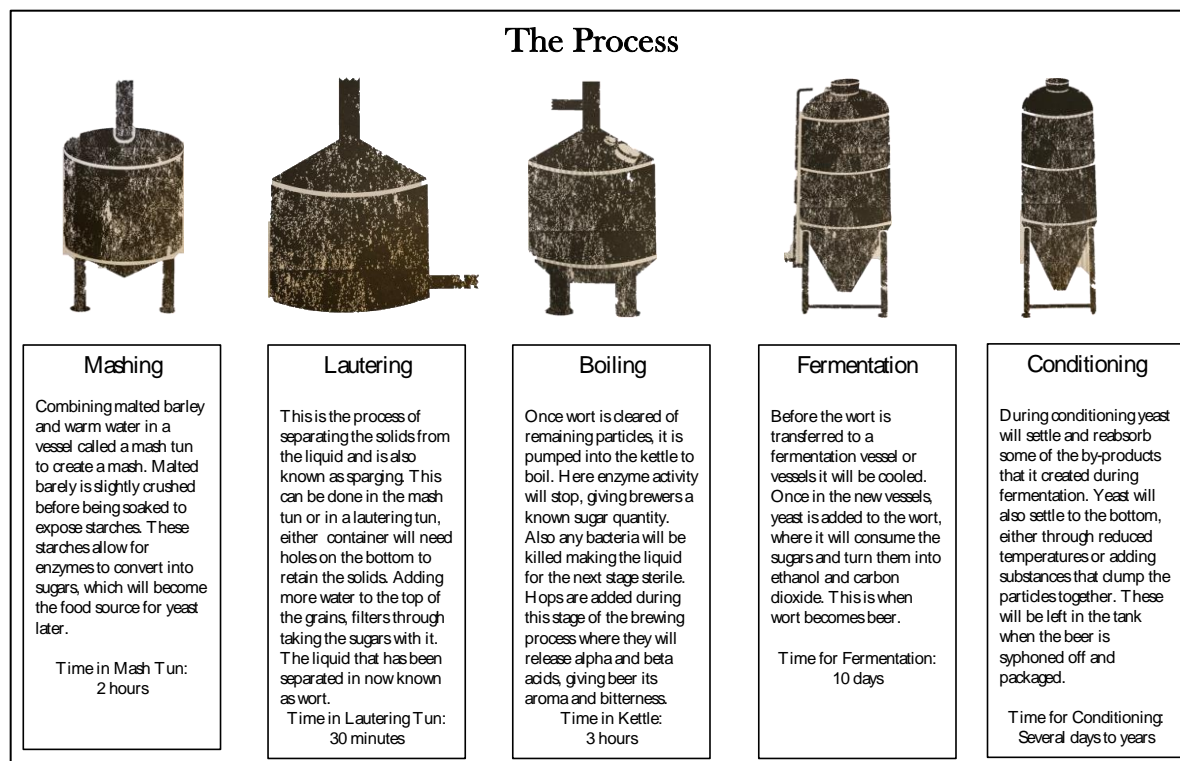 The Process
Mashing
Combining malted barley
and warm water in a
vessel called a mash tun
to create a mash. Malted
barely is slightly crushed
before being soaked to
expose starches. These
starches allow for
enzymes to convert into
sugars, which will become
the food source for yeast
later.
Time in Mash Tun:
2 hours
Lautering
This is the process of
separating the solids from
the liquid and is also
known as sparging. This
can be done in the mash
tun or in a lautering tun,
either container will need
holes on the bottom to
retain the solids. Adding
more water to the top of
the grains, filters through
taking the sugars with it.
The liquid that has been
separated in now known
as wort.
Time in Lautering Tun:
30 minutes
Boiling
Once wort is cleared of
remaining particles, it is
pumped into the kettle to
boil. Here enzyme activity
will stop, giving brewers a
known sugar quantity.
Also any bacteria will be
killed making the liquid
for the next stage sterile.
Hops are added during
this stage of the brewing
process where they will
release alpha and beta
acids, giving beer its
aroma and bitterness.
Time in Kettle:
3 hours
Fermentation
Before the wort is
transferred to a
fermentation vessel or
vessels it will be cooled.
Once in the new vessels,
yeast is added to the wort,
where it will consume the
sugars and turn them into
ethanol and carbon
dioxide. This is when
wort becomes beer.
Time for Fermentation:
10 days
Conditioning
During conditioning yeast
will settle and reabsorb
some of the by-products
that it created during
fermentation. Yeast will
also settle to the bottom,
either through reduced
temperatures or adding
substances that clump the
particles together. These
will be left in the tank
when the beer is
syphoned off and
packaged.
Time for Conditioning:
Several days to years